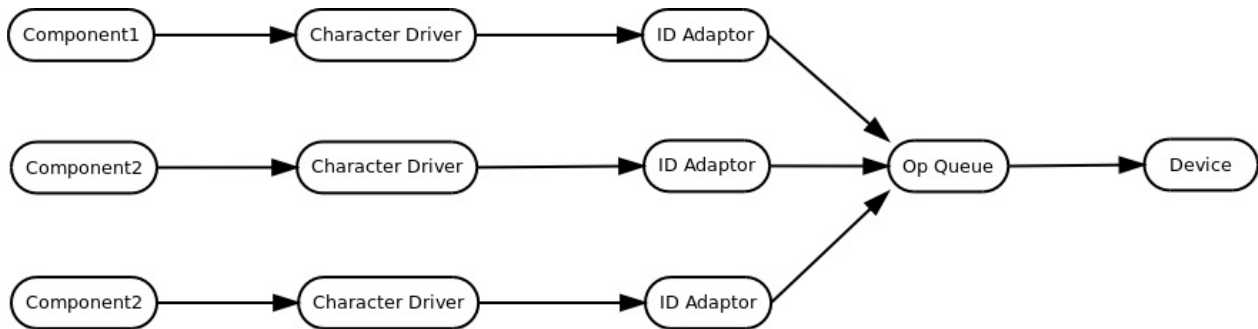 Component1
Character Driver
ID Adaptor
Component2
Character Driver
ID Adaptor
Op Queue
Device
Component2
Character Driver
ID Adaptor